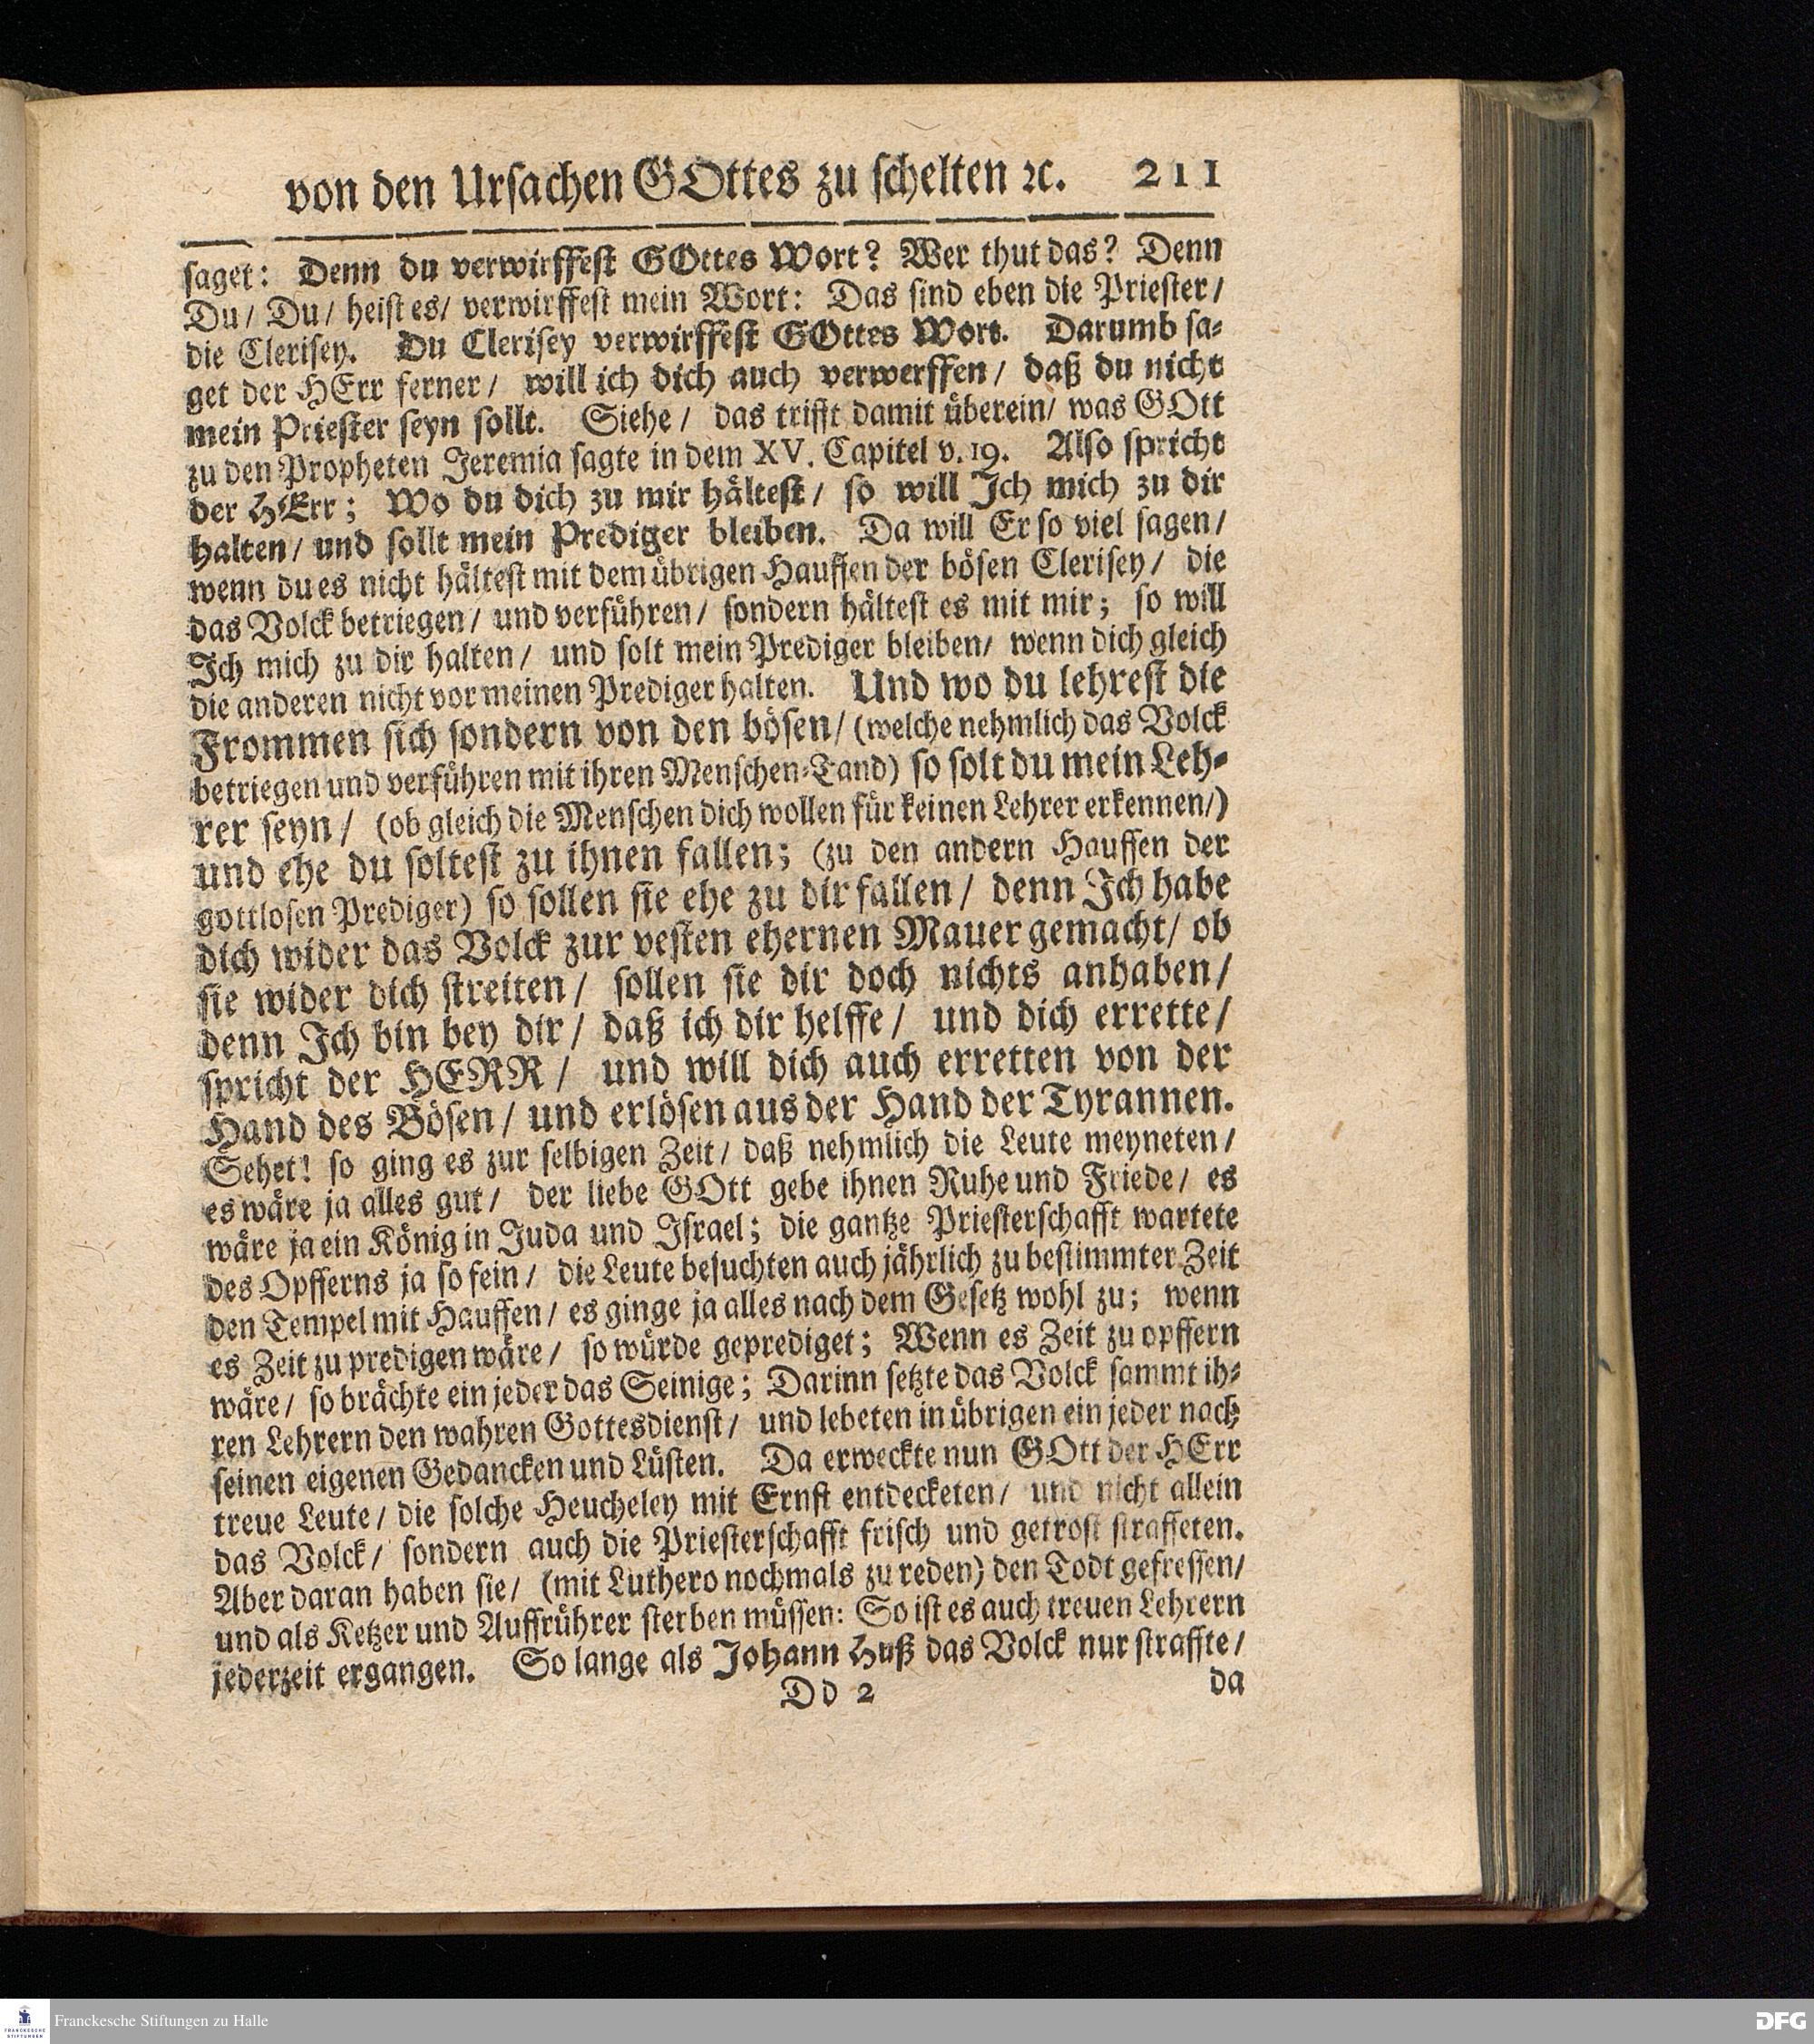 von den Ursachen GOttes zu schelten ꝛc. 211
saget: Denn du verwirffest GOttes Wort? Wer thut das? Denn
Du/ Du/ heist es/ verwirffest mein Wort: Das sind eben die Priester/
die Clerisey. Du Clerisey verwirffest GOttes Wort. Darumb sa-
get der HErr ferner/ will ich dich auch verwerffen/ daß du nicht
mein Priester seyn sollt. Siehe/ das trifft damit überein/ was GOtt
zu den Propheten Jeremia sagte in dem XV. Capitel v. 19. Also spricht
der HErr; Wo du dich zu mir hältest/ so will Ich mich zu dir
halten/ und sollt mein Prediger bleiben. Da will Er so viel sagen/
wenn du es nicht hältest mit dem übrigen Hauffen der bösen Clerisey/ die
das Volck betriegen/ und verführen/ sondern hältest es mit mir; so will
Ich mich zu dir halten/ und solt mein Prediger bleiben/ wenn dich gleich
die anderen nicht vor meinen Prediger halten. Und wo du lehrest die
Frommen sich sondern von den bösen/ (welche nehmlich das Volck
betriegen und verführen mit ihren Menschen-Tand) so solt du mein Leh-
rer seyn/ (ob gleich die Menschen dich wollen für keinen Lehrer erkennen/)
und ehe du soltest zu ihnen fallen; (zu den andern Hauffen der
gottlosen Prediger) so sollen sie ehe zu dir fallen/ denn Ich habe
dich wider das Volck zur vesten ehernen Mauer gemacht/ ob
sie wider dich streiten/ sollen sie dir doch nichts anhaben/
denn Ich bin bey dir/ daß ich dir helffe/ und dich errette/
spricht der HERR/ und will dich auch erretten von der
Hand des Bösen/ und erlösen aus der Hand der Tyrannen.
Sehet! so ging es zur selbigen Zeit/ daß nehmlich die Leute meyneten/
es wäre ja alles gut/ der liebe GOtt gebe ihnen Ruhe und Friede/ es
wäre ja ein König in Juda und Israel; die gantze Priesterschafft wartete
des Opfferns ja so fein/ die Leute besuchten auch jährlich zu bestimmter Zeit
den Tempel mit Hauffen/ es ginge ja alles nach dem Gesetz wohl zu; wenn
es Zeit zu predigen wäre/ so würde geprediget; Wenn es Zeit zu opffern
wäre/ so brächte ein jeder das Seinige; Darinn setzte das Volck sammt ih-
ren Lehrern den wahren Gottesdienst/ und lebeten in übrigen ein jeder nach
seinen eigenen Gedancken und Lüsten. Da erweckte nun GOtt der HErr
treue Leute/ die solche Heucheley mit Ernst entdecketen/ und nicht allein
das Volck/ sondern auch die Priesterschafft frisch und getrost straffeten.
Aber daran haben sie/ (mit Luthero nochmals zu reden) den Todt gefressen/
und als Ketzer und Auffrührer sterben müssen: So ist es auch treuen Lehrern
jederzeit ergangen. So lange als Johann Huß das Volck nur straffte/
Dd 2 da
Franckesche Stiftungen zu Halle
FRANCKESCHE STIFTUNGEN
DFG